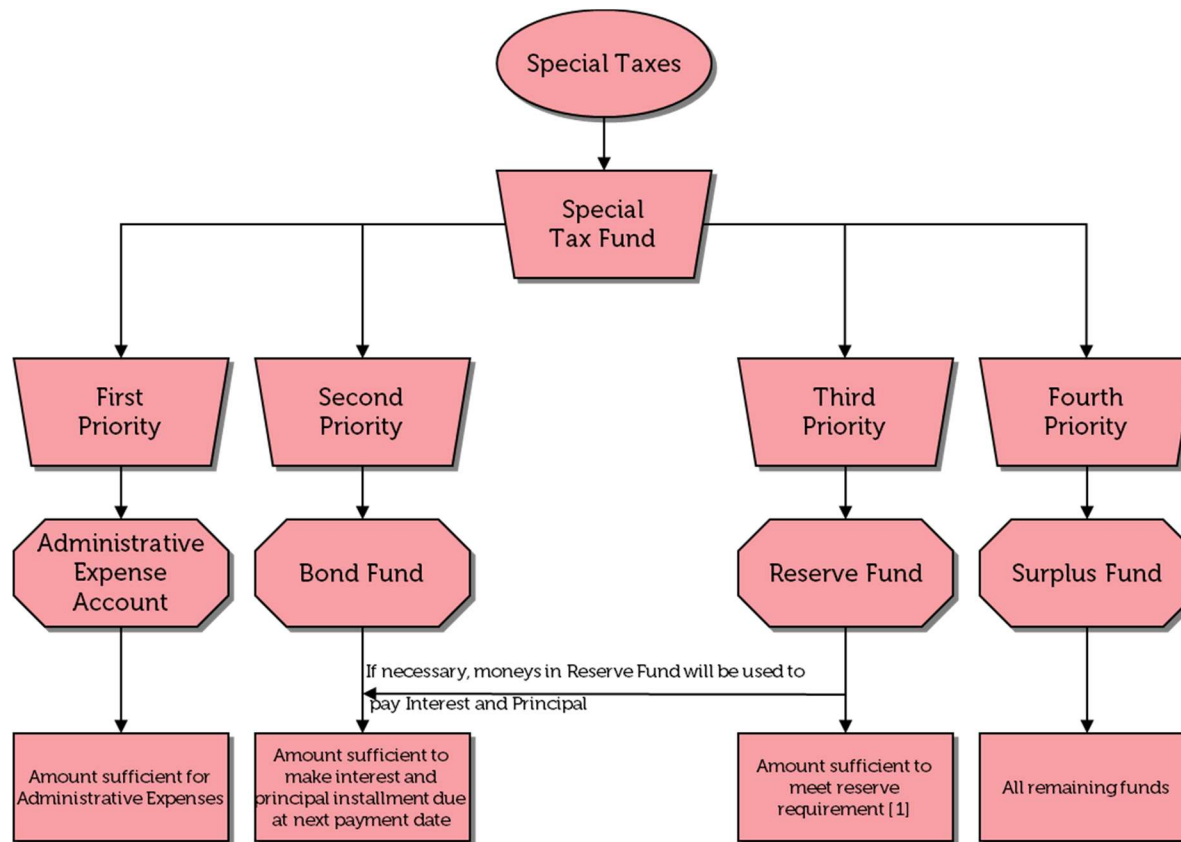 Special Taxes
Special
Tax Fund
First
Priority
Second
Priority
Third
Priority
Fourth
Priority
Administrative
Expense
Account
Bond Fund
Reserve Fund
Surplus Fund
If necessary, moneys in Reserve Fund will be used to
pay Interest and Principal
Amount sufficient for
Administrative Expenses
Amount sufficient to
make interest and
principal installment due
at next payment date
Amount sufficient to
meet reserve
requirement [1]
All remaining funds